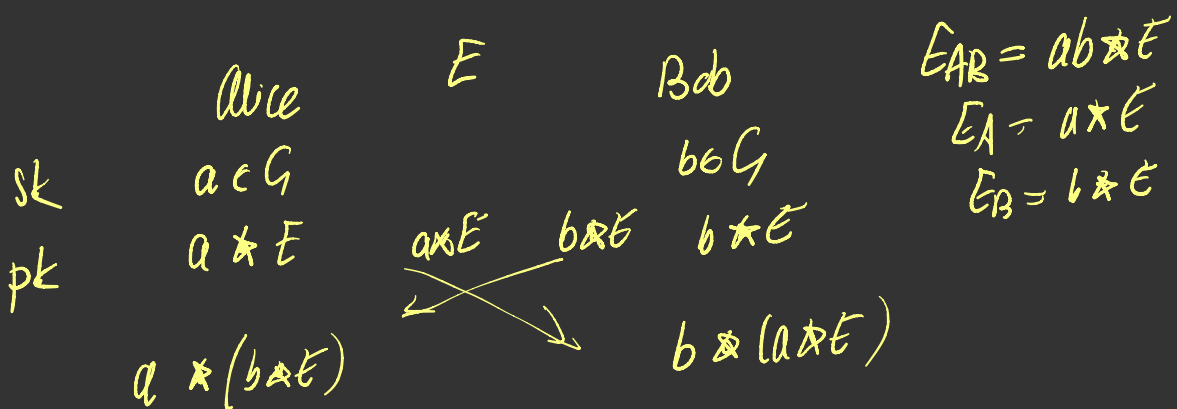 E E_AB = ab ⋆ E
Alice Bob E_A = a ⋆ E
sk a ∈ G b ∈ G E_B = b ⋆ E
pk a ⋆ E a⋆E b⋆E b ⋆ E
a ⋆ (b⋆E) b ⋆ (a⋆E)